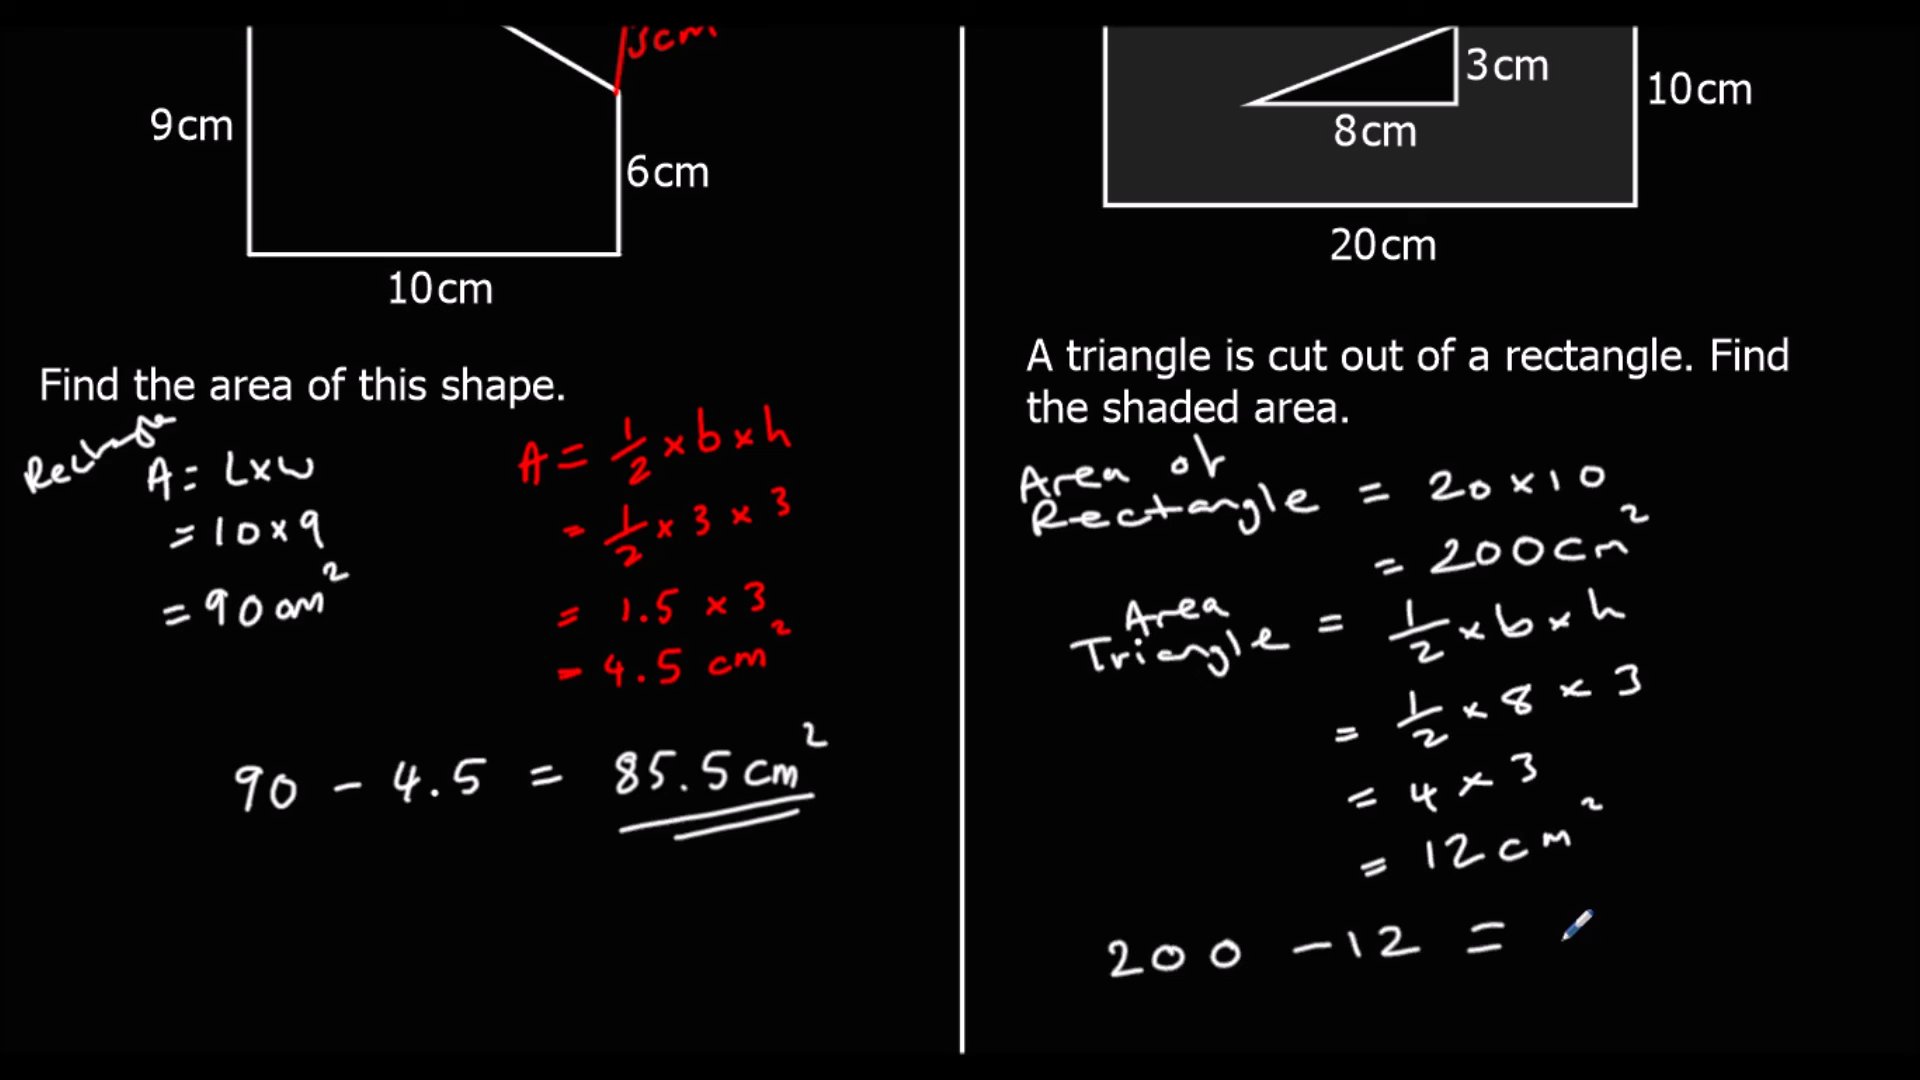 3cm
9cm
6cm
10cm
Find the area of this shape.
Rectangle
A = L x w
= 10 x 9
= 90 cm²
A = 1/2 x b x h
= 1/2 x 3 x 3
= 1.5 x 3
= 4.5 cm²
90 - 4.5 = 85.5 cm²
3cm
10cm
8cm
20cm
A triangle is cut out of a rectangle. Find
the shaded area.
Area of
Rectangle = 20 x 10
= 200 cm²
Area
Triangle = 1/2 x b x h
= 1/2 x 8 x 3
= 4 x 3
= 12 cm²
200 - 12 =